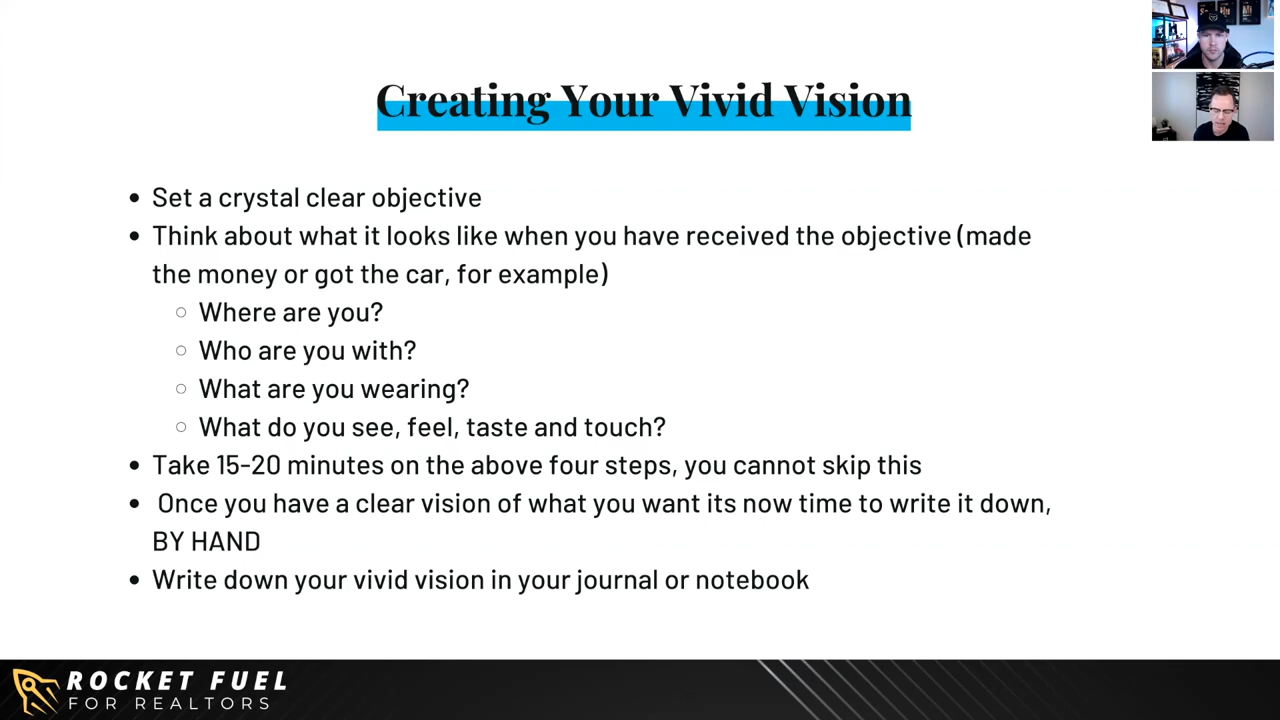 Creating Your Vivid Vision
• Set a crystal clear objective
• Think about what it looks like when you have received the objective (made
the money or got the car, for example)
○ Where are you?
○ Who are you with?
○ What are you wearing?
○ What do you see, feel, taste and touch?
• Take 15-20 minutes on the above four steps, you cannot skip this
• Once you have a clear vision of what you want its now time to write it down,
BY HAND
• Write down your vivid vision in your journal or notebook
ROCKET FUEL
FOR REALTORS